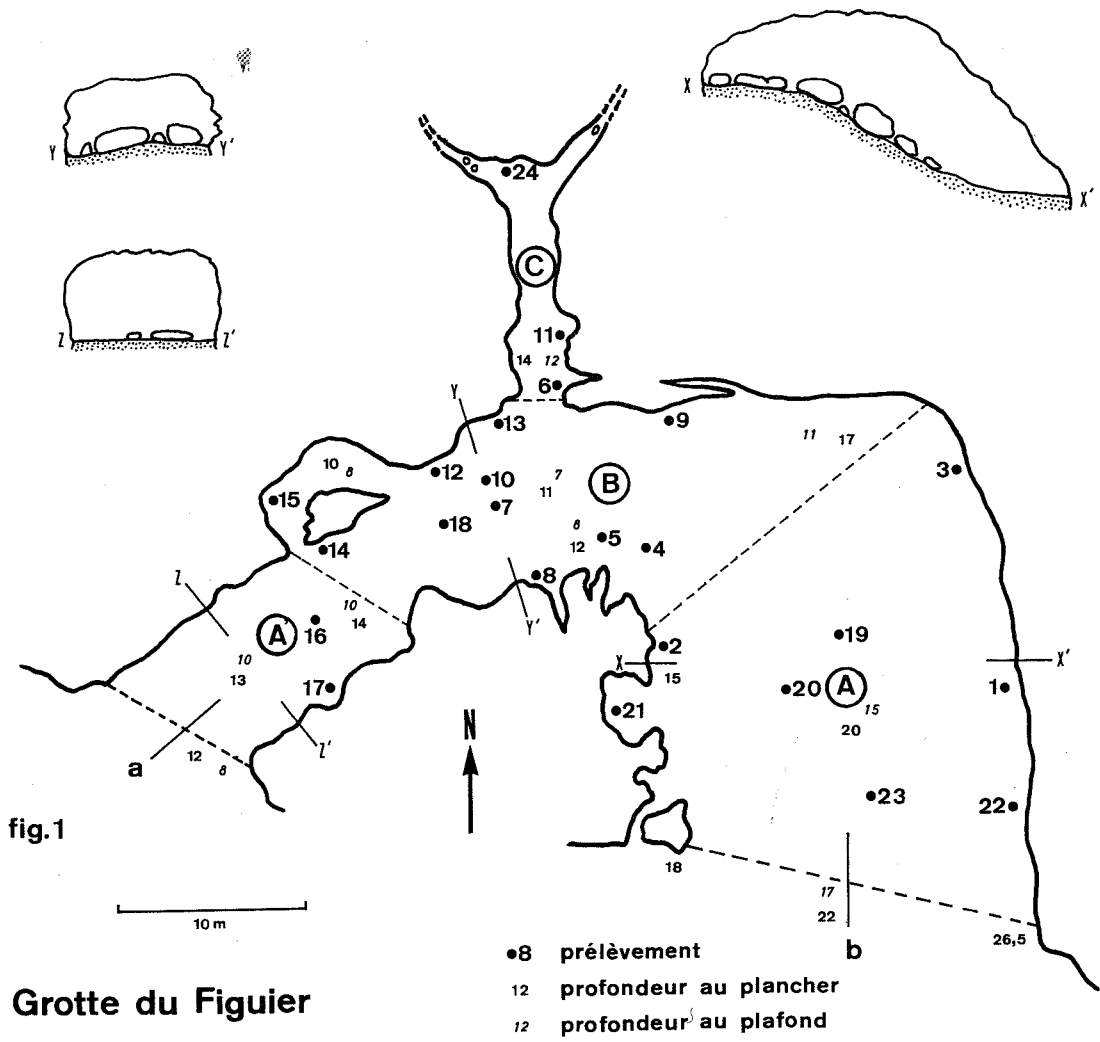 X
X'
Y
Y'
24
Z
Z'
C
11
14 12
6
Y
13
9
11
17
10
8
12
10
7
11
B
3
15
7
18
8
12
5
4
14
8
Z
Y'
10
14
A'
16
2
19
10
13
X
15
X'
17
20
A
15
20
1
21
N
Z'
a
12
8
23
22
fig.1
18
17
22
b
26,5
10 m
8 prélèvement
12 profondeur au plancher
12 profondeur au plafond
Grotte du Figuier